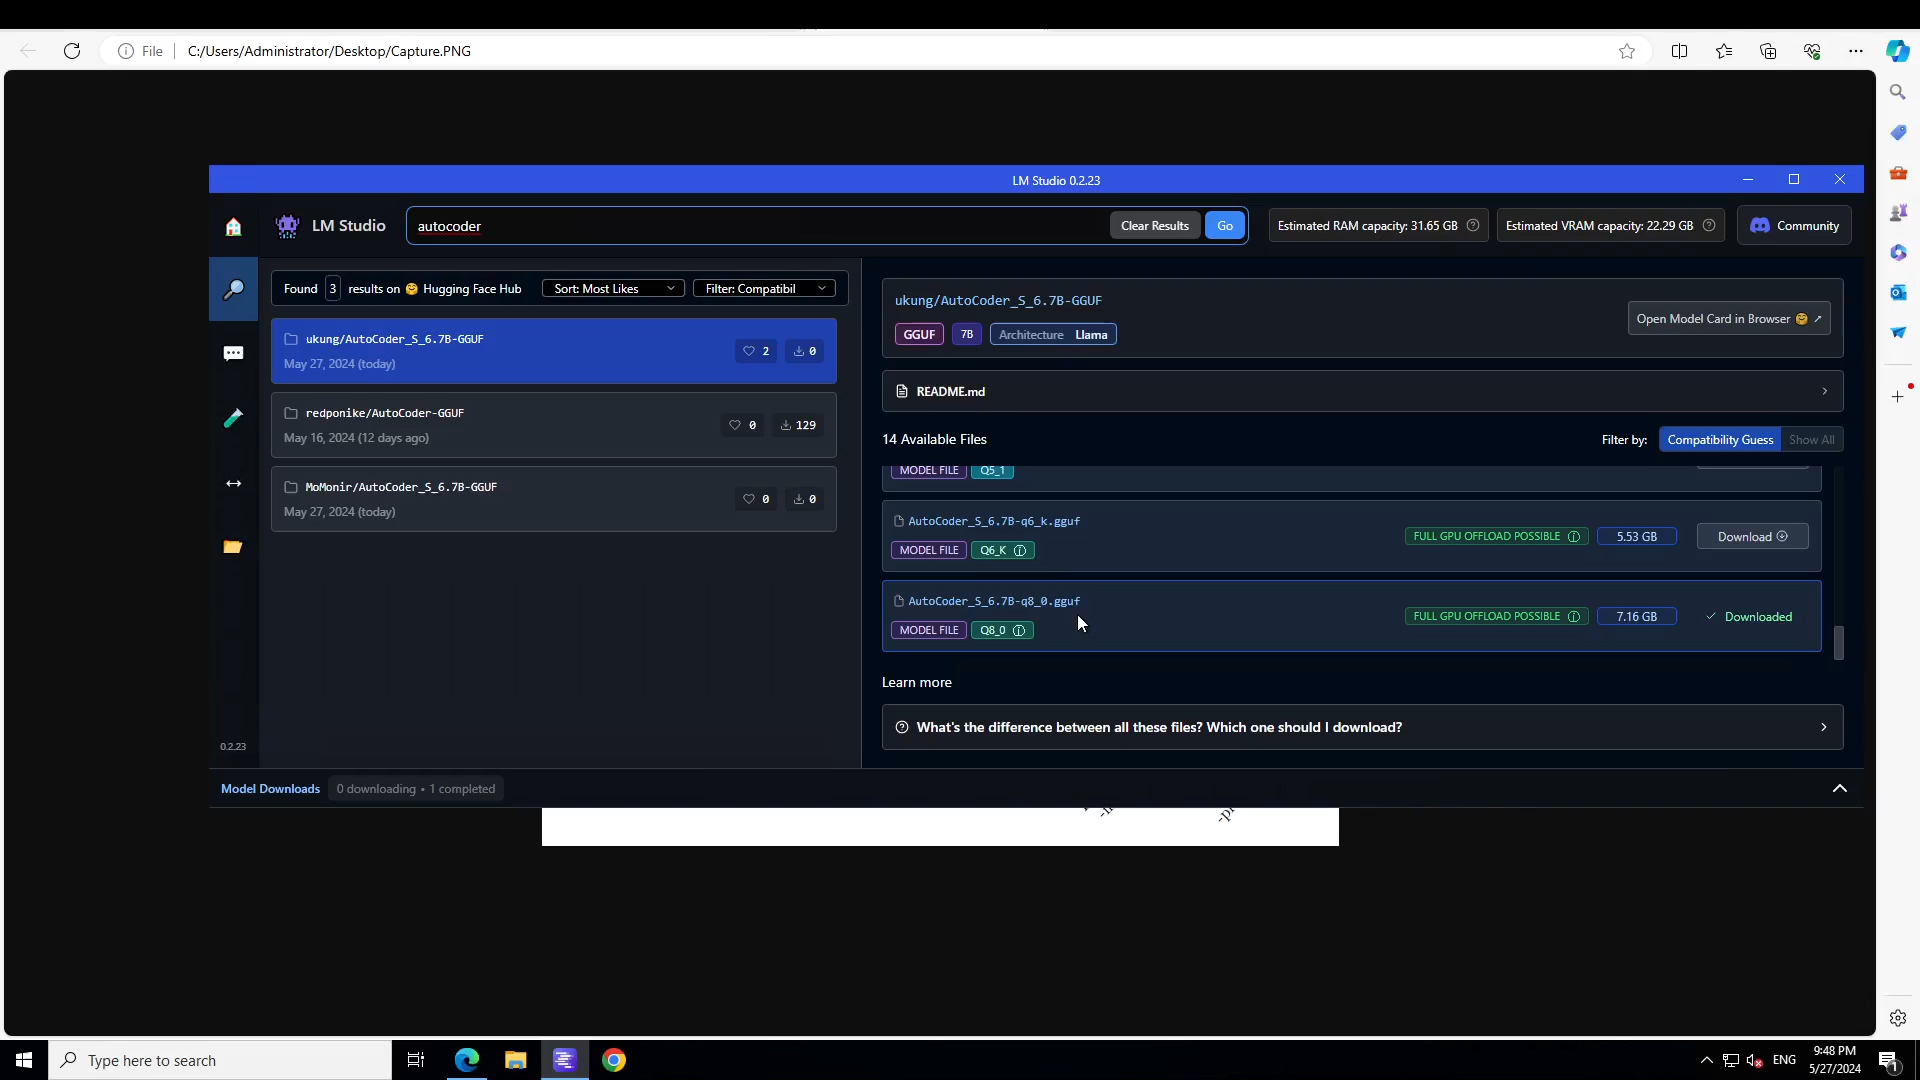 File
C:/Users/Administrator/Desktop/Capture.PNG
LM Studio 0.2.23
LM Studio
autocoder
Clear Results
Go
Estimated RAM capacity: 31.65 GB
Estimated VRAM capacity: 22.29 GB
Community
Found 3 results on 🤗 Hugging Face Hub
Sort: Most Likes
Filter: Compatibil
ukung/AutoCoder_S_6.7B-GGUF
May 27, 2024 (today)
2
0
redponike/AutoCoder-GGUF
May 16, 2024 (12 days ago)
0
129
MoMonir/AutoCoder_S_6.7B-GGUF
May 27, 2024 (today)
0
0
0.2.23
ukung/AutoCoder_S_6.7B-GGUF
GGUF
7B
Architecture Llama
Open Model Card in Browser 🤗 ↗
README.md
14 Available Files
Filter by:
Compatibility Guess
Show All
MODEL FILE
Q5_1
AutoCoder_S_6.7B-q6_k.gguf
MODEL FILE
Q6_K
FULL GPU OFFLOAD POSSIBLE
5.53 GB
Download
AutoCoder_S_6.7B-q8_0.gguf
MODEL FILE
Q8_0
FULL GPU OFFLOAD POSSIBLE
7.16 GB
Downloaded
Learn more
What's the difference between all these files? Which one should I download?
Model Downloads
0 downloading • 1 completed
Type here to search
ENG
9:48 PM
5/27/2024
1